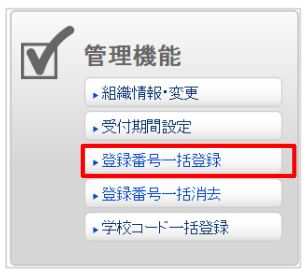 管理機能
組織情報・変更
受付期間設定
登録番号一括登録
登録番号一括消去
学校コード一括登録